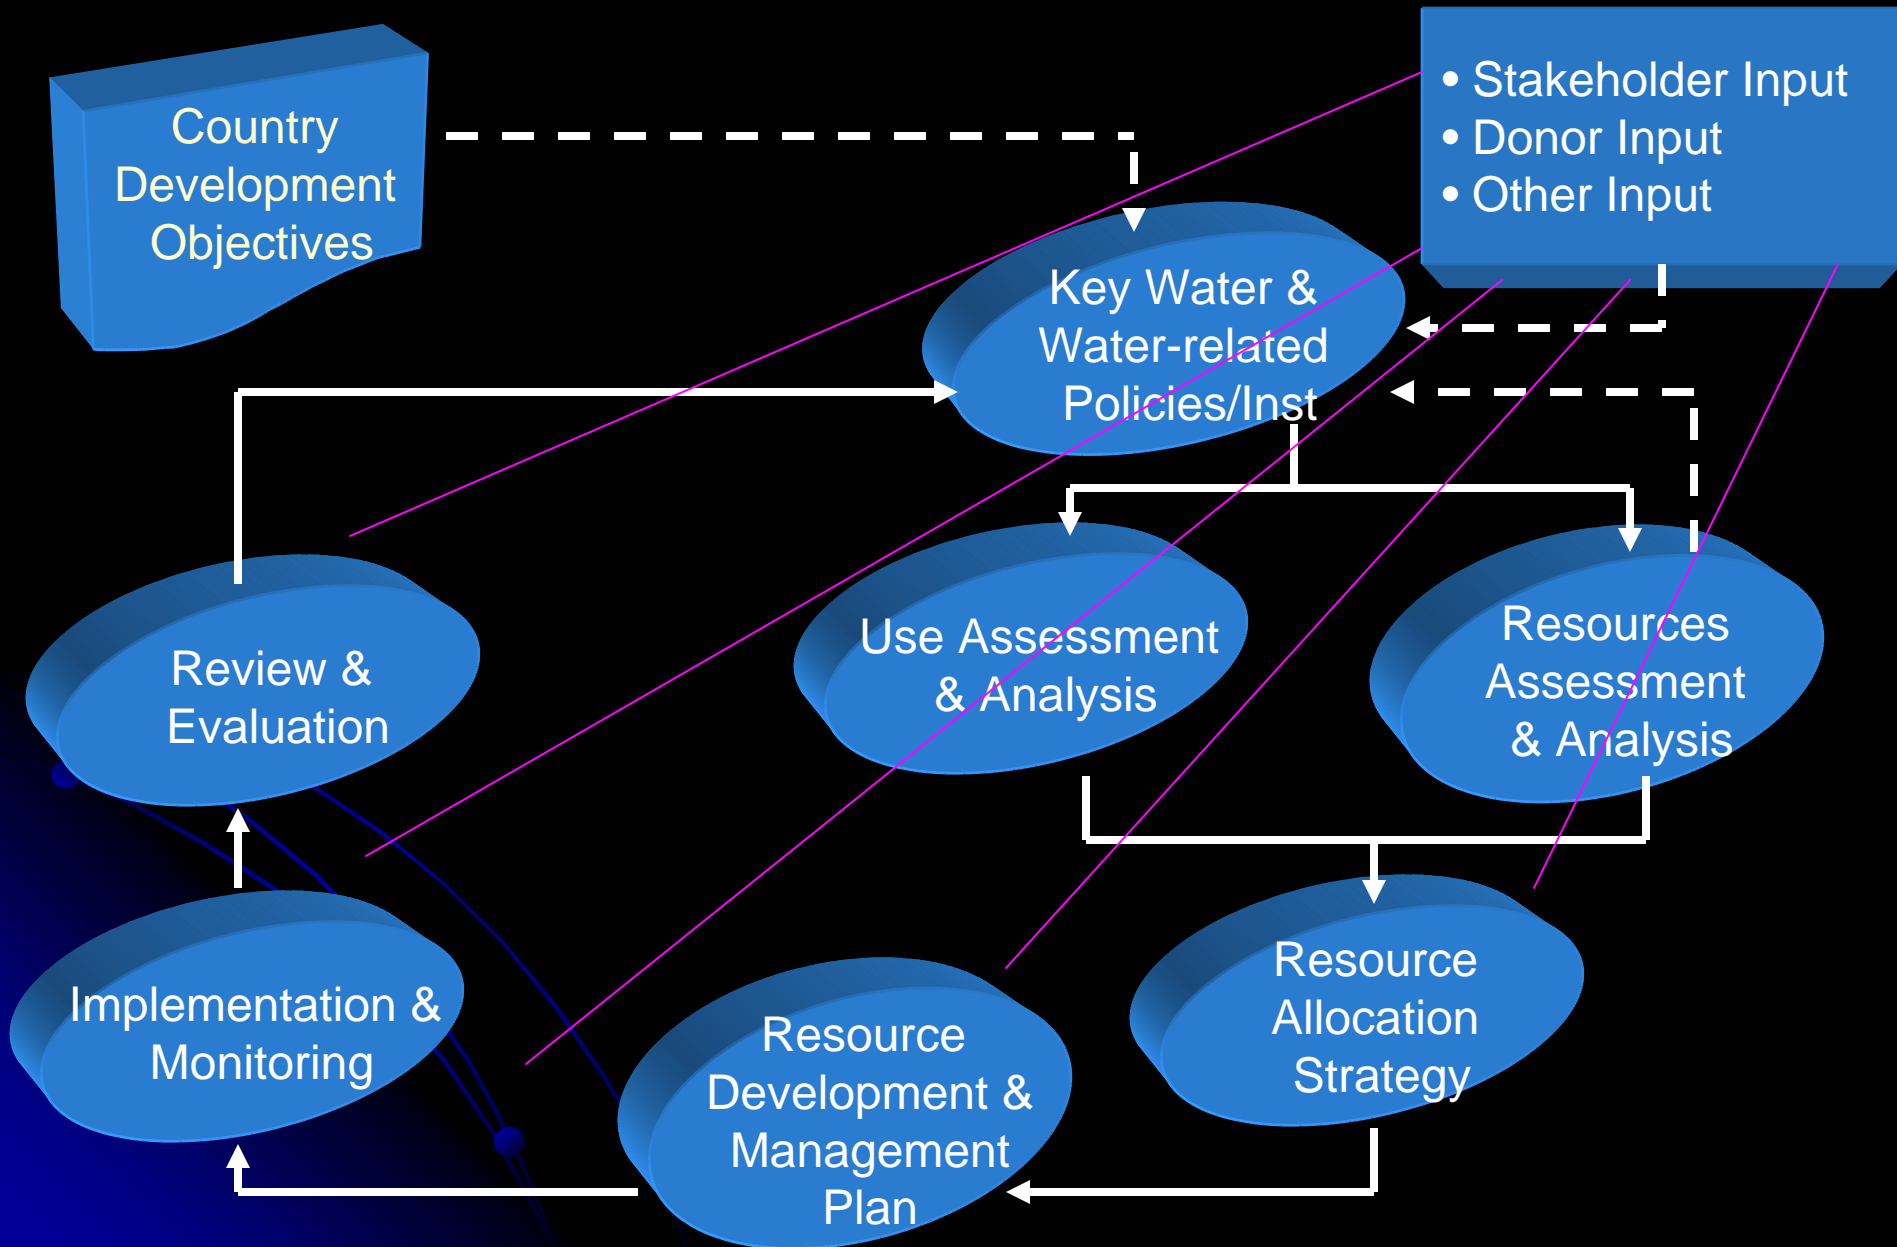 Country
Development
Objectives
• Stakeholder Input
• Donor Input
• Other Input
Key Water &
Water-related
Policies/Inst
Use Assessment
& Analysis
Resources
Assessment
& Analysis
Review &
Evaluation
Implementation &
Monitoring
Resource
Development &
Management
Plan
Resource
Allocation
Strategy